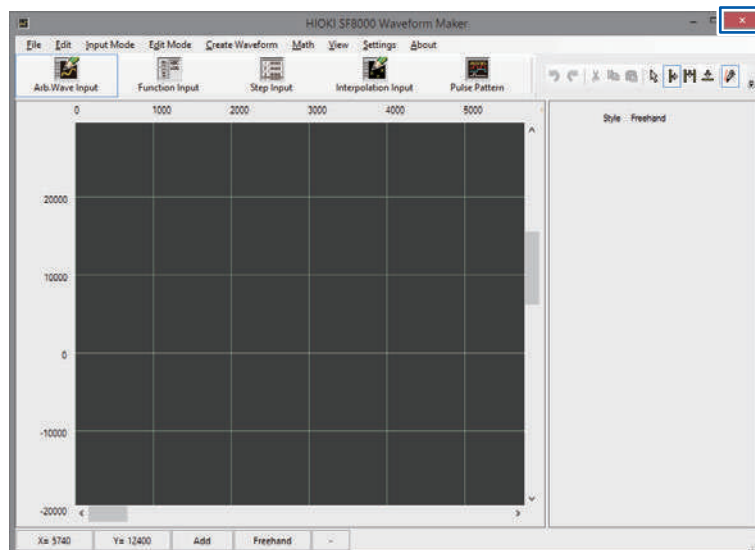 HIOKI SF8000 Waveform Maker
File Edit Input Mode Egit Mode Create Waveform Math View Settings About
Arb.Wave Input Function Input Step Input Interpolation Input Pulse Pattern
0 1000 2000 3000 4000 5000
Style Freehand
20000
10000
0
-10000
-20000
X= 5740 Y= 12400 Add Freehand -